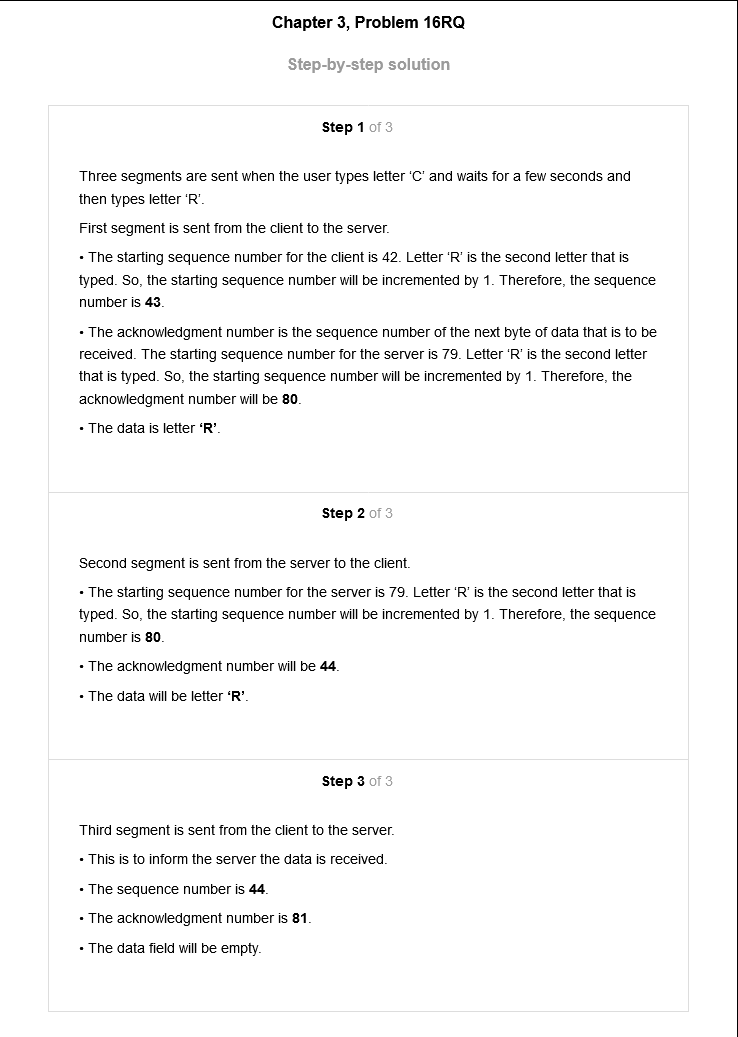 Chapter 3, Problem 16RQ
Step-by-step solution
Step 1 of 3
Three segments are sent when the user types letter ‘C’ and waits for a few seconds and
then types letter ‘R’.
First segment is sent from the client to the server.
• The starting sequence number for the client is 42. Letter ‘R’ is the second letter that is
typed. So, the starting sequence number will be incremented by 1. Therefore, the sequence
number is 43.
• The acknowledgment number is the sequence number of the next byte of data that is to be
received. The starting sequence number for the server is 79. Letter ‘R’ is the second letter
that is typed. So, the starting sequence number will be incremented by 1. Therefore, the
acknowledgment number will be 80.
• The data is letter ‘R’.
Step 2 of 3
Second segment is sent from the server to the client.
• The starting sequence number for the server is 79. Letter ‘R’ is the second letter that is
typed. So, the starting sequence number will be incremented by 1. Therefore, the sequence
number is 80.
• The acknowledgment number will be 44.
• The data will be letter ‘R’.
Step 3 of 3
Third segment is sent from the client to the server.
• This is to inform the server the data is received.
• The sequence number is 44.
• The acknowledgment number is 81.
• The data field will be empty.